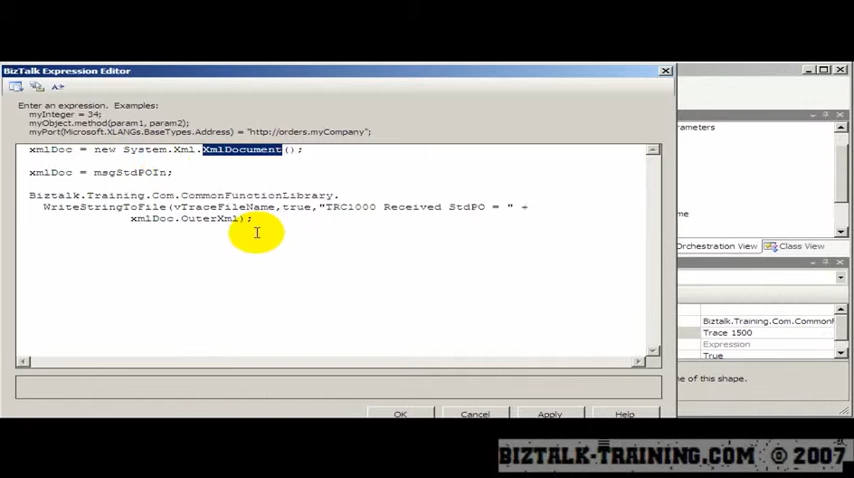 BizTalk Expression Editor
Enter an expression. Examples:
myInteger = 34;
myObject.method(param1, param2);
myPort(Microsoft.XLANGs.BaseTypes.Address) = "http://orders.myCompany";
xmlDoc = new System.Xml.XmlDocument();
xmlDoc = msgStdPOIn;
Biztalk.Training.Com.CommonFunctionLibrary.
WriteStringToFile(vTraceFileName,true,"TRC1000 Received StdPO = " +
xmlDoc.OuterXml);
OK Cancel Apply Help
rameters
me
Orchestration View Class View
Biztalk.Training.Com.CommonF
Trace 1500
Expression
True
me of this shape.
BIZTALK-TRAINING.COM © 2007